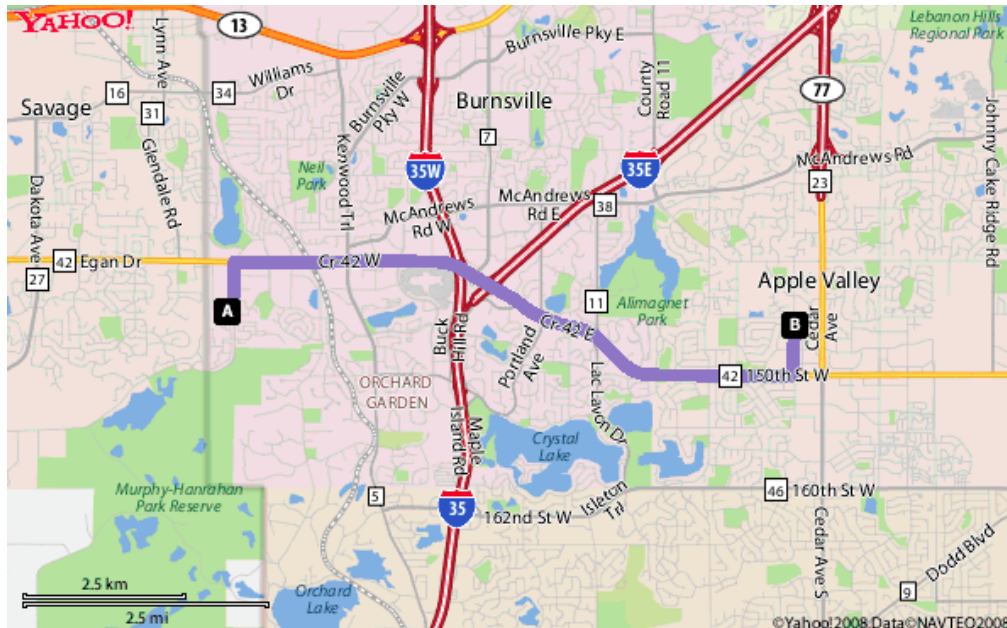 YAHOO!
13
Lynn Ave
Burnsville Pky E
Lebanon Hills
Regional Park
Williams
Dr
16
34
31
Savage
Burnsville
Pky W
Burnsville
County
Road 11
77
7
Glendale Rd
Kenwood Trl
Neil
Park
35W
35E
McAndrews Rd
23
Johnny Cake Ridge Rd
Dakota Ave
McAndrews
Rd W
McAndrews
Rd E
38
42
Egan Dr
27
Cr 42 W
Apple Valley
A
11
Alimagnet
Park
B
Cedar
Ave
Buck
Hill Rd
Cr 42 E
Portland
Ave
42
150th St W
ORCHARD
GARDEN
Lac Lavon Dr
Maple
Island Rd
Crystal
Lake
Murphy-Hanrahan
Park Reserve
5
35
162nd St W
Isleton
Trl
46
160th St W
Cedar Ave S
Dodd Blvd
9
2.5 km
2.5 mi
Orchard
Lake